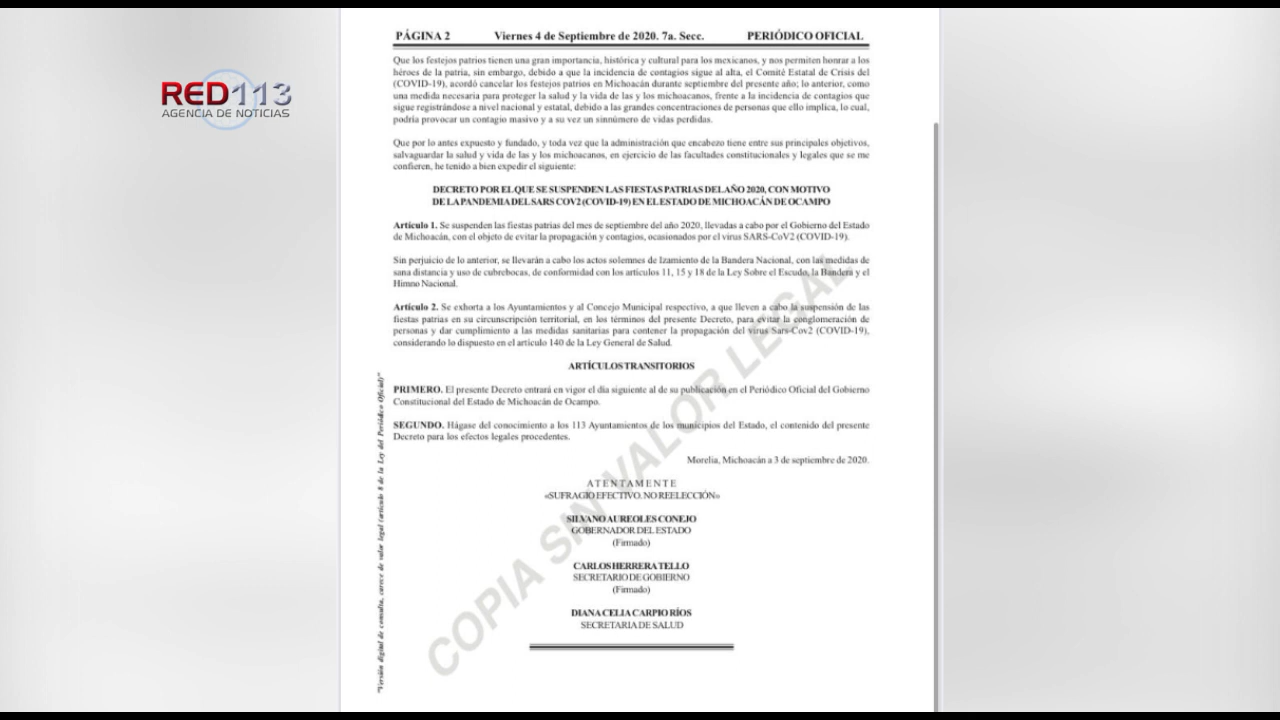 RED113
AGENCIA DE NOTICIAS
PÁGINA 2 Viernes 4 de Septiembre de 2020. 7a. Secc. PERIÓDICO OFICIAL
Que los festejos patrios tienen una gran importancia, histórica y cultural para los mexicanos, y nos permiten honrar a los
héroes de la patria, sin embargo, debido a que la incidencia de contagios sigue al alta, el Comité Estatal de Crisis del
(COVID-19), acordó cancelar los festejos patrios en Michoacán durante septiembre del presente año; lo anterior, como
una medida necesaria para proteger la salud y la vida de las y los michoacanos, frente a la incidencia de contagios que
sigue registrándose a nivel nacional y estatal, debido a las grandes concentraciones de personas que ello implica, lo cual,
podría provocar un contagio masivo y a su vez un sinnúmero de vidas perdidas.
Que por lo antes expuesto y fundado, y toda vez que la administración que encabezo tiene entre sus principales objetivos,
salvaguardar la salud y vida de las y los michoacanos, en ejercicio de las facultades constitucionales y legales que se me
confieren, he tenido a bien expedir el siguiente:
DECRETO POR EL QUE SE SUSPENDEN LAS FIESTAS PATRIAS DEL AÑO 2020, CON MOTIVO
DE LA PANDEMIA DEL SARS COV2 (COVID-19) EN EL ESTADO DE MICHOACÁN DE OCAMPO
Artículo 1. Se suspenden las fiestas patrias del mes de septiembre del año 2020, llevadas a cabo por el Gobierno del Estado
de Michoacán, con el objeto de evitar la propagación y contagios, ocasionados por el virus SARS-CoV2 (COVID-19).
Sin perjuicio de lo anterior, se llevarán a cabo los actos solemnes de Izamiento de la Bandera Nacional, con las medidas de
sana distancia y uso de cubrebocas, de conformidad con los artículos 11, 15 y 18 de la Ley Sobre el Escudo, la Bandera y el
Himno Nacional.
Artículo 2. Se exhorta a los Ayuntamientos y al Concejo Municipal respectivo, a que lleven a cabo la suspensión de las
fiestas patrias en su circunscripción territorial, en los términos del presente Decreto, para evitar la conglomeración de
personas y dar cumplimiento a las medidas sanitarias para contener la propagación del virus Sars-Cov2 (COVID-19),
considerando lo dispuesto en el artículo 140 de la Ley General de Salud.
ARTÍCULOS TRANSITORIOS
PRIMERO. El presente Decreto entrará en vigor el día siguiente al de su publicación en el Periódico Oficial del Gobierno
Constitucional del Estado de Michoacán de Ocampo.
SEGUNDO. Hágase del conocimiento a los 113 Ayuntamientos de los municipios del Estado, el contenido del presente
Decreto para los efectos legales procedentes.
Morelia, Michoacán a 3 de septiembre de 2020.
ATENTAMENTE
«SUFRAGIO EFECTIVO. NO REELECCIÓN»
SILVANO AUREOLES CONEJO
GOBERNADOR DEL ESTADO
(Firmado)
CARLOS HERRERA TELLO
SECRETARIO DE GOBIERNO
(Firmado)
DIANA CELIA CARPIO RÍOS
SECRETARIA DE SALUD
COPIA SIN VALOR LEGAL
"Versión digital de consulta, carece de valor legal (artículo 8 de la Ley del Periódico Oficial)"